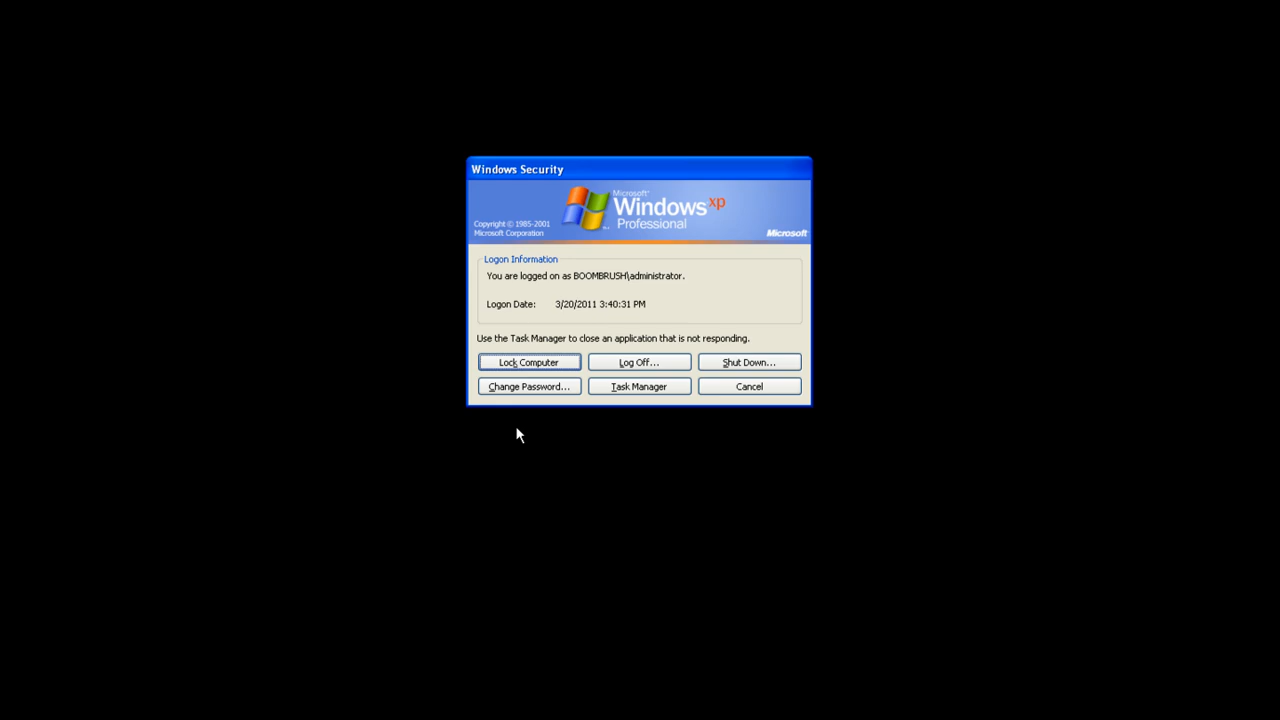 Windows Security
Microsoft®
Windows xp
Professional
Copyright © 1985-2001
Microsoft Corporation
Microsoft
Logon Information
You are logged on as BOOMBRUSH\administrator.
Logon Date: 3/20/2011 3:40:31 PM
Use the Task Manager to close an application that is not responding.
Lock Computer Log Off... Shut Down...
Change Password... Task Manager Cancel